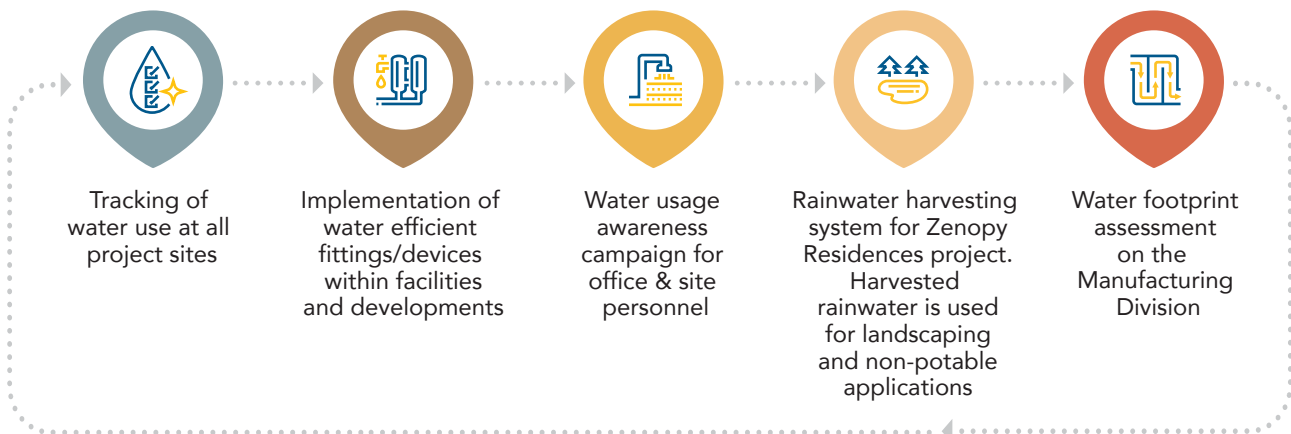 Tracking of
water use at all
project sites
Implementation of
water efficient
fittings/devices
within facilities
and developments
Water usage
awareness
campaign for
office & site
personnel
Rainwater harvesting
system for Zenopy
Residences project.
Harvested
rainwater is used
for landscaping
and non-potable
applications
Water footprint
assessment
on the
Manufacturing
Division